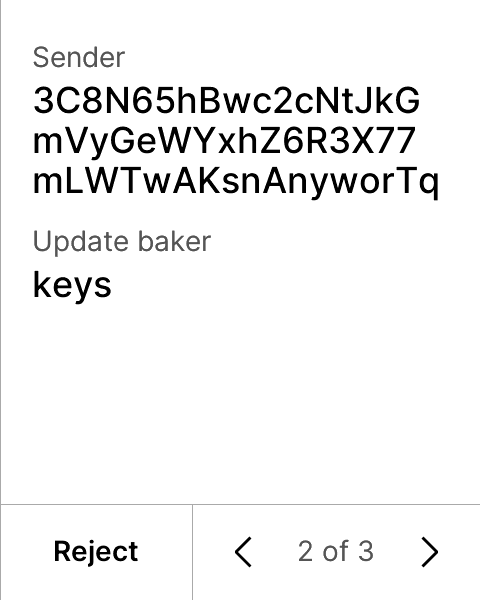 Sender
3C8N65hBwc2cNtJkG
mVyGeWYxhZ6R3X77
mLWTwAKsnAnyworTq
Update baker
keys
Reject
2 of 3